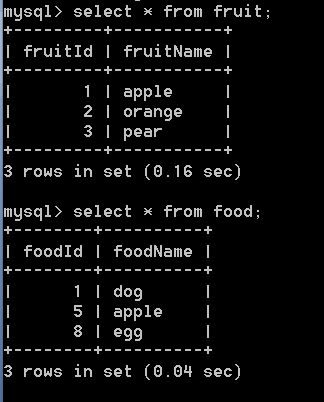 mysql> select * from fruit;
+---------+-----------+
| fruitId | fruitName |
+---------+-----------+
|       1 | apple     |
|       2 | orange    |
|       3 | pear      |
+---------+-----------+
3 rows in set (0.16 sec)

mysql> select * from food;
+--------+----------+
| foodId | foodName |
+--------+----------+
|      1 | dog      |
|      5 | apple    |
|      8 | egg      |
+--------+----------+
3 rows in set (0.04 sec)